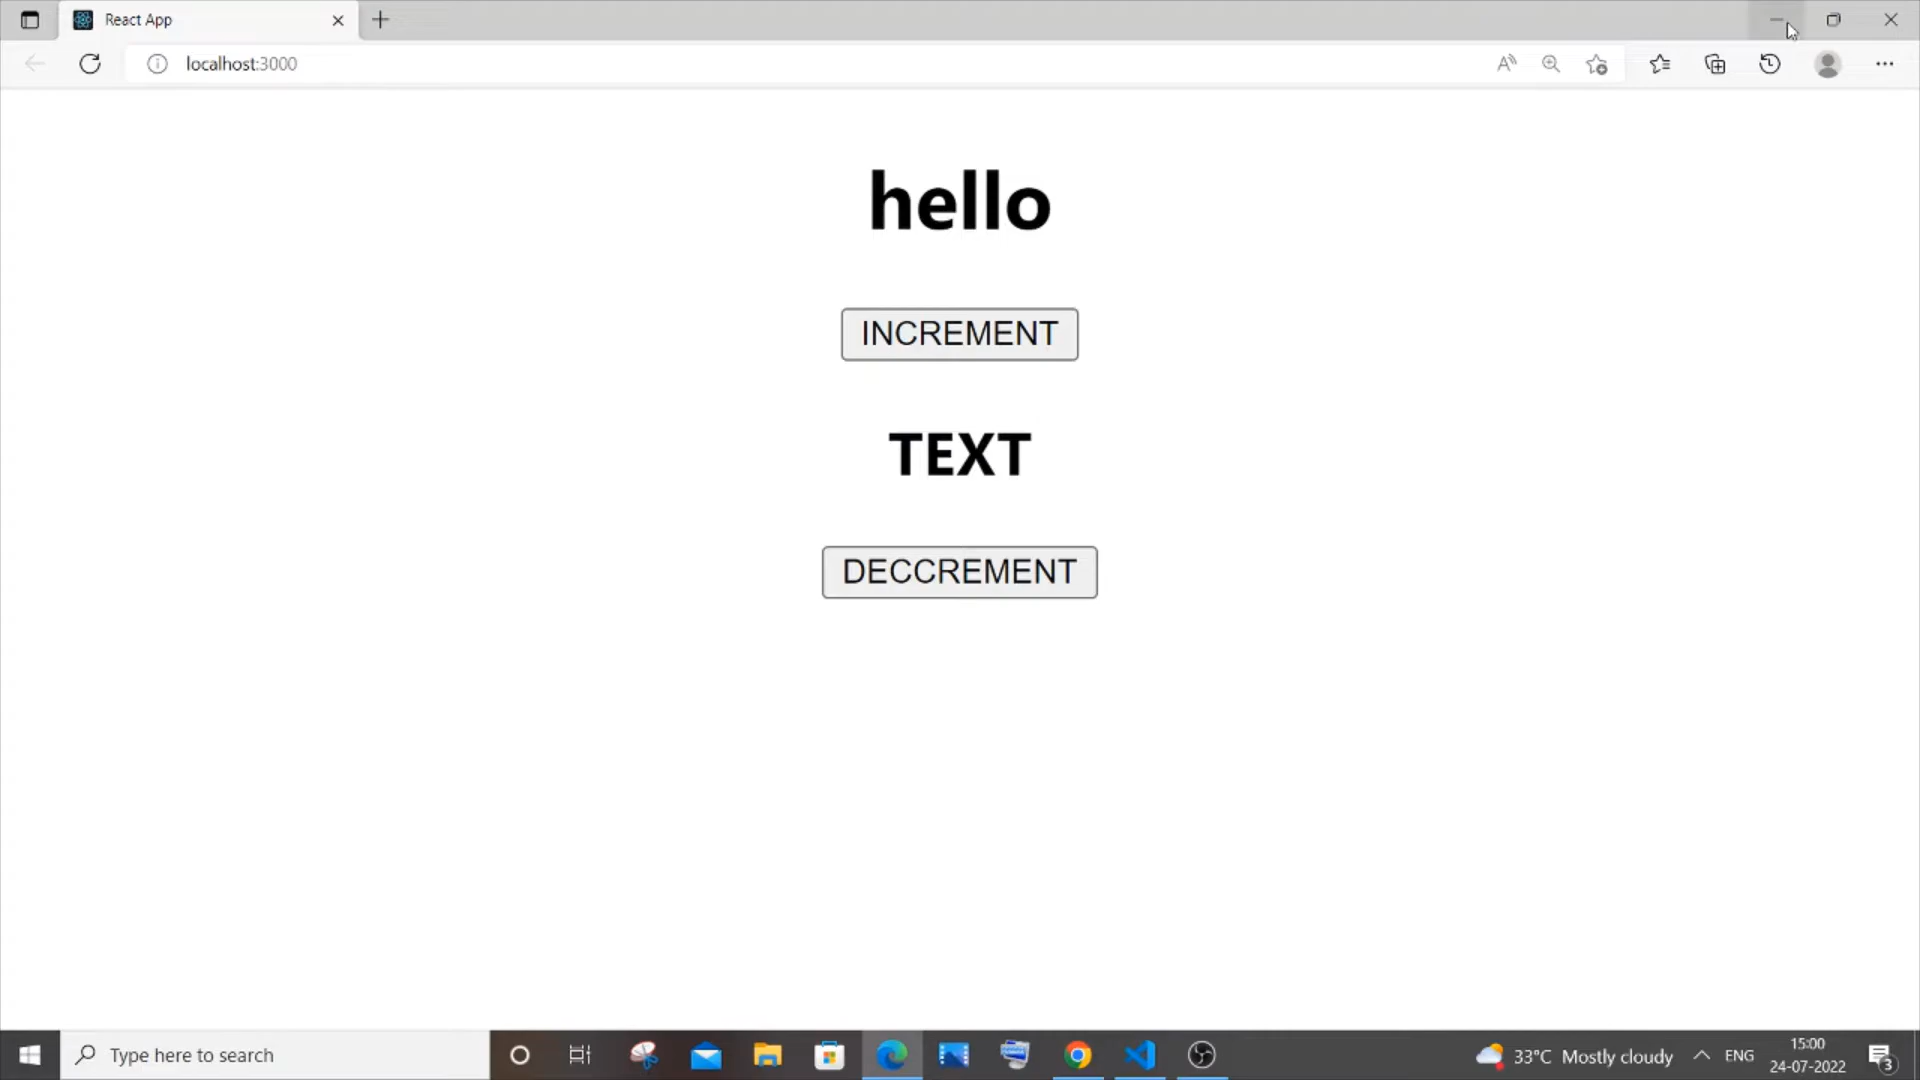 React App
localhost:3000
hello
INCREMENT
TEXT
DECCREMENT
Type here to search
33°C Mostly cloudy
ENG
15:00
24-07-2022
3